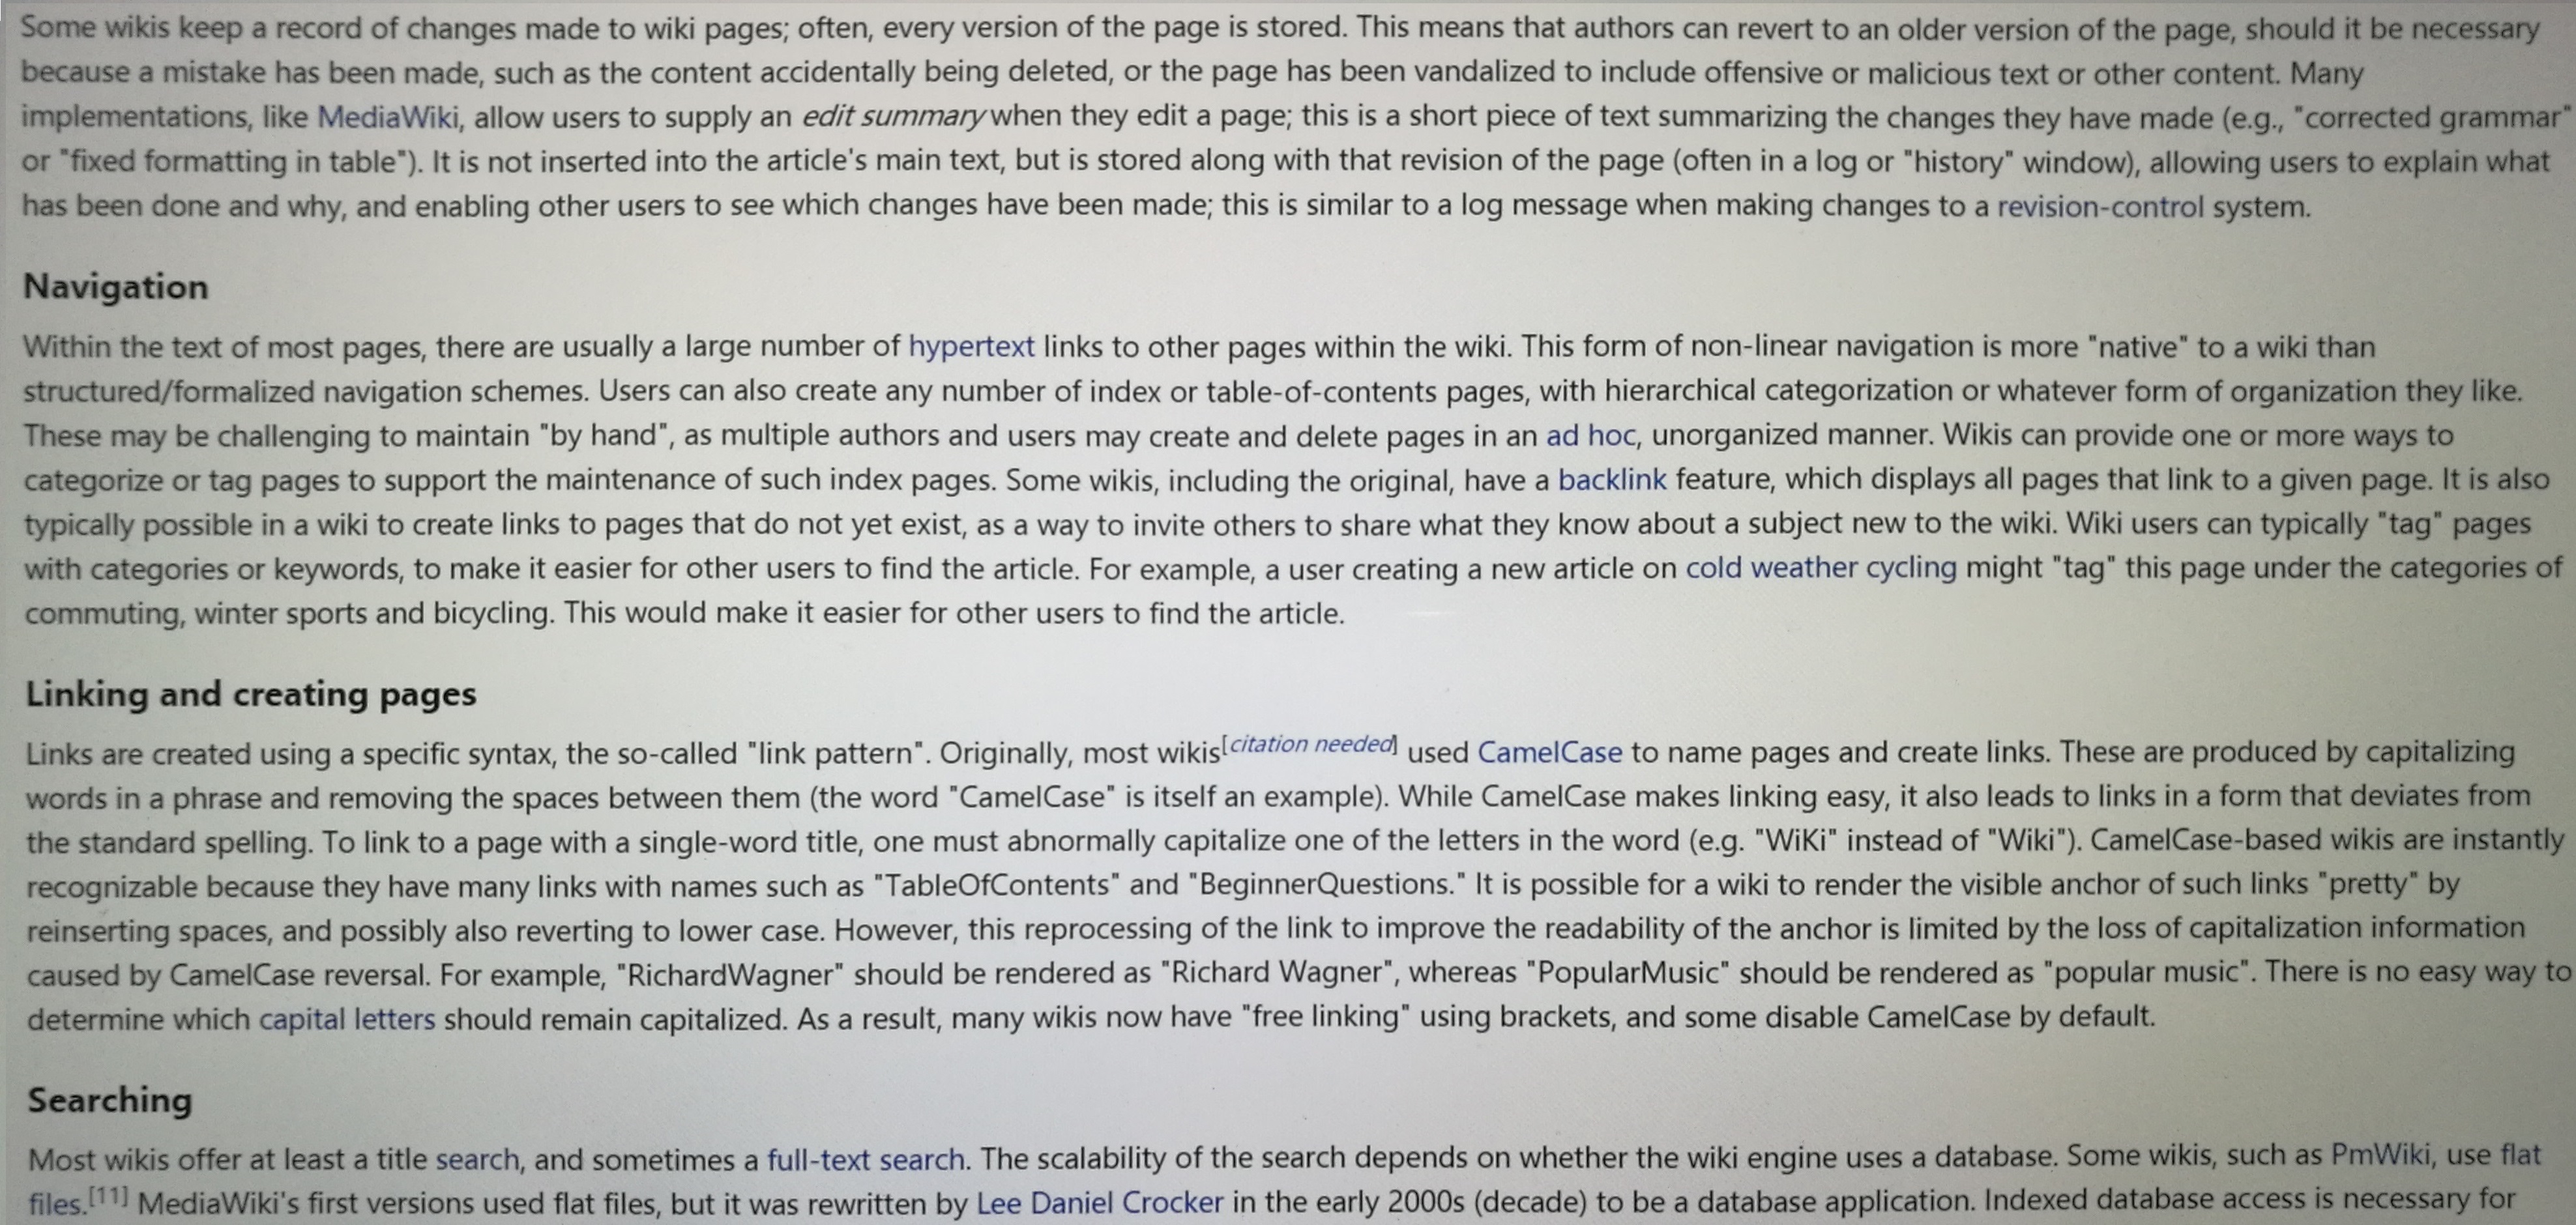 Some wikis keep a record of changes made to wiki pages; often, every version of the page is stored. This means that authors can revert to an older version of the page, should it be necessary
because a mistake has been made, such as the content accidentally being deleted, or the page has been vandalized to include offensive or malicious text or other content. Many
implementations, like MediaWiki, allow users to supply an edit summary when they edit a page; this is a short piece of text summarizing the changes they have made (e.g., "corrected grammar"
or "fixed formatting in table"). It is not inserted into the article's main text, but is stored along with that revision of the page (often in a log or "history" window), allowing users to explain what
has been done and why, and enabling other users to see which changes have been made; this is similar to a log message when making changes to a revision-control system.
Navigation
Within the text of most pages, there are usually a large number of hypertext links to other pages within the wiki. This form of non-linear navigation is more "native" to a wiki than
structured/formalized navigation schemes. Users can also create any number of index or table-of-contents pages, with hierarchical categorization or whatever form of organization they like.
These may be challenging to maintain "by hand", as multiple authors and users may create and delete pages in an ad hoc, unorganized manner. Wikis can provide one or more ways to
categorize or tag pages to support the maintenance of such index pages. Some wikis, including the original, have a backlink feature, which displays all pages that link to a given page. It is also
typically possible in a wiki to create links to pages that do not yet exist, as a way to invite others to share what they know about a subject new to the wiki. Wiki users can typically "tag" pages
with categories or keywords, to make it easier for other users to find the article. For example, a user creating a new article on cold weather cycling might "tag" this page under the categories of
commuting, winter sports and bicycling. This would make it easier for other users to find the article.
Linking and creating pages
Links are created using a specific syntax, the so-called "link pattern". Originally, most wikis[citation needed] used CamelCase to name pages and create links. These are produced by capitalizing
words in a phrase and removing the spaces between them (the word "CamelCase" is itself an example). While CamelCase makes linking easy, it also leads to links in a form that deviates from
the standard spelling. To link to a page with a single-word title, one must abnormally capitalize one of the letters in the word (e.g. "WiKi" instead of "Wiki"). CamelCase-based wikis are instantly
recognizable because they have many links with names such as "TableOfContents" and "BeginnerQuestions." It is possible for a wiki to render the visible anchor of such links "pretty" by
reinserting spaces, and possibly also reverting to lower case. However, this reprocessing of the link to improve the readability of the anchor is limited by the loss of capitalization information
caused by CamelCase reversal. For example, "RichardWagner" should be rendered as "Richard Wagner", whereas "PopularMusic" should be rendered as "popular music". There is no easy way to
determine which capital letters should remain capitalized. As a result, many wikis now have "free linking" using brackets, and some disable CamelCase by default.
Searching
Most wikis offer at least a title search, and sometimes a full-text search. The scalability of the search depends on whether the wiki engine uses a database. Some wikis, such as PmWiki, use flat
files.[11] MediaWiki's first versions used flat files, but it was rewritten by Lee Daniel Crocker in the early 2000s (decade) to be a database application. Indexed database access is necessary for